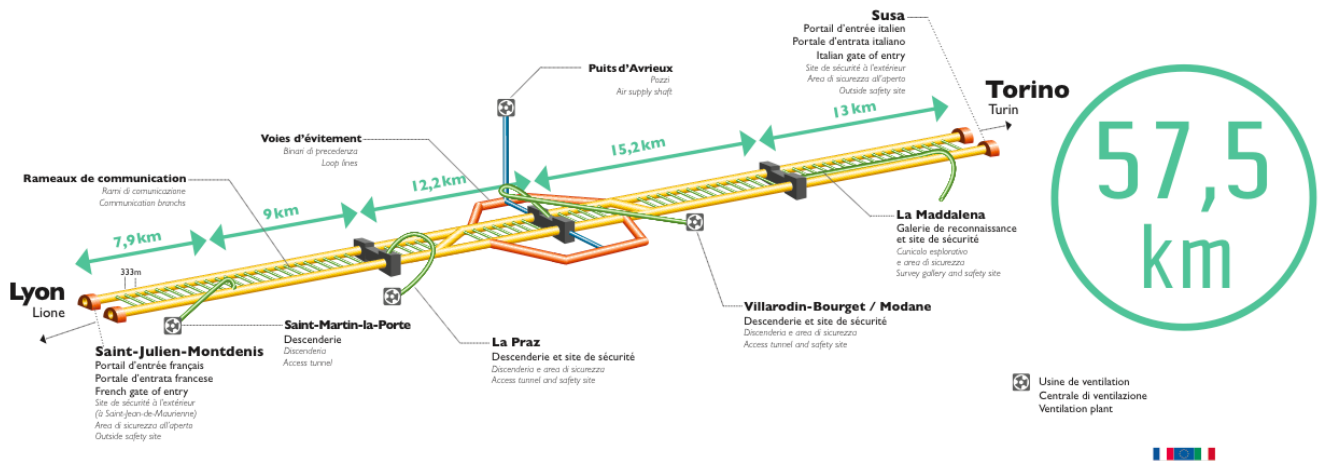 Susa
Portail d'entrée italien
Portale d'entrata italiano
Italian gate of entry
Site de sécurité à l'extérieur
Area di sicurezza all'aperto
Outside safety site
Torino
Turin
Puits d'Avrieux
Pozzi
Air supply shaft
Voies d'évitement
Binari di precedenza
Loop lines
Rameaux de communication
Rami di comunicazione
Communication branchs
7,9 km
9 km
12,2 km
15,2 km
13 km
333m
Lyon
Lione
Saint-Julien-Montdenis
Portail d'entrée français
Portale d'entrata francese
French gate of entry
Site de sécurité à l'extérieur
(à Saint-Jean-de-Maurienne)
Area di sicurezza all'aperto
Outside safety site
Saint-Martin-la-Porte
Descenderie
Discenderia
Access tunnel
La Praz
Descenderie et site de sécurité
Discenderia e area di sicurezza
Access tunnel and safety site
Villarodin-Bourget / Modane
Descenderie et site de sécurité
Discenderia e area di sicurezza
Access tunnel and safety site
La Maddalena
Galerie de reconnaissance
et site de sécurité
Cunicolo esplorativo
e area di sicurezza
Survey gallery and safety site
57,5
km
Usine de ventilation
Centrale di ventilazione
Ventilation plant